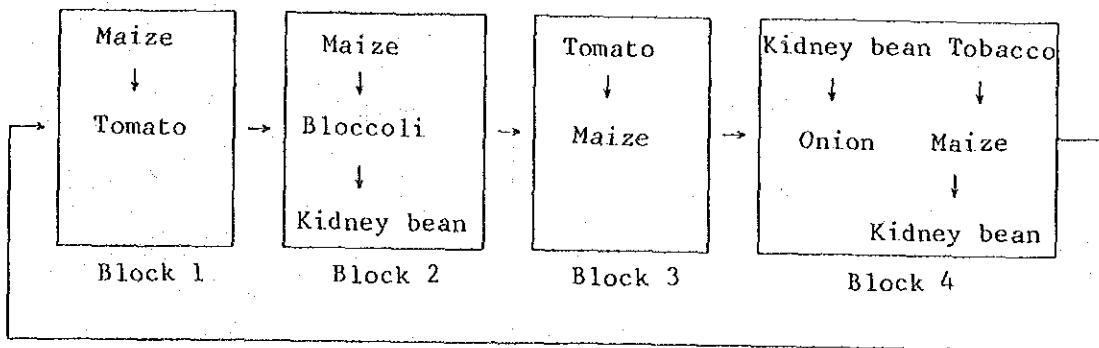 Maize
↓
Tomato
Block 1
Maize
↓
Bloccoli
↓
Kidney bean
Block 2
Tomato
↓
Maize
Block 3
Kidney bean Tobacco
↓ ↓
Onion Maize
↓
Kidney bean
Block 4